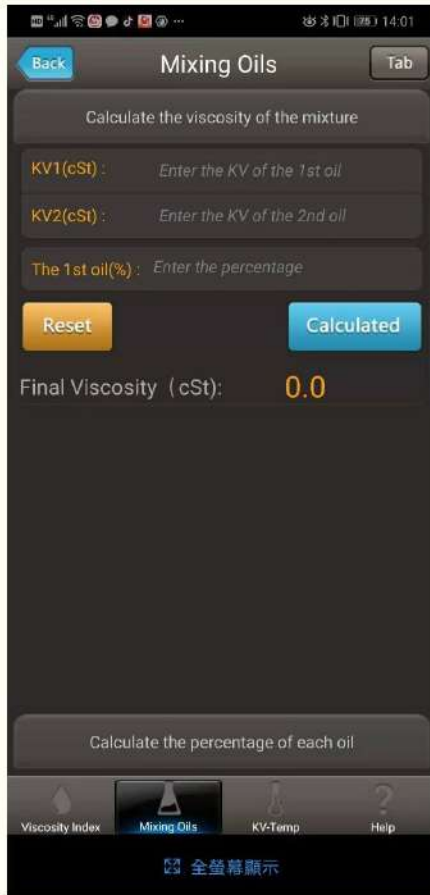 14:01
Back
Mixing Oils
Tab
Calculate the viscosity of the mixture
KV1(cSt) : Enter the KV of the 1st oil
KV2(cSt) : Enter the KV of the 2nd oil
The 1st oil(%) : Enter the percentage
Reset
Calculated
Final Viscosity ( cSt): 0.0
Calculate the percentage of each oil
Viscosity Index
Mixing Oils
KV-Temp
Help
全螢幕顯示